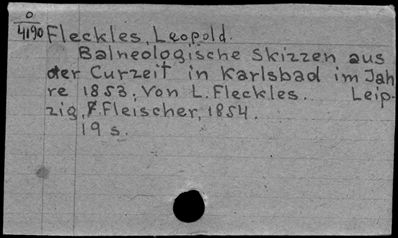 0
4190 Fleckles, Leopold.
Balneologische Skizzen aus
der Curzeit in Karlsbad im Jah
re 1853. Von L. Fleckles. Leip-
zig, F. Fleischer, 1854.
19 s.